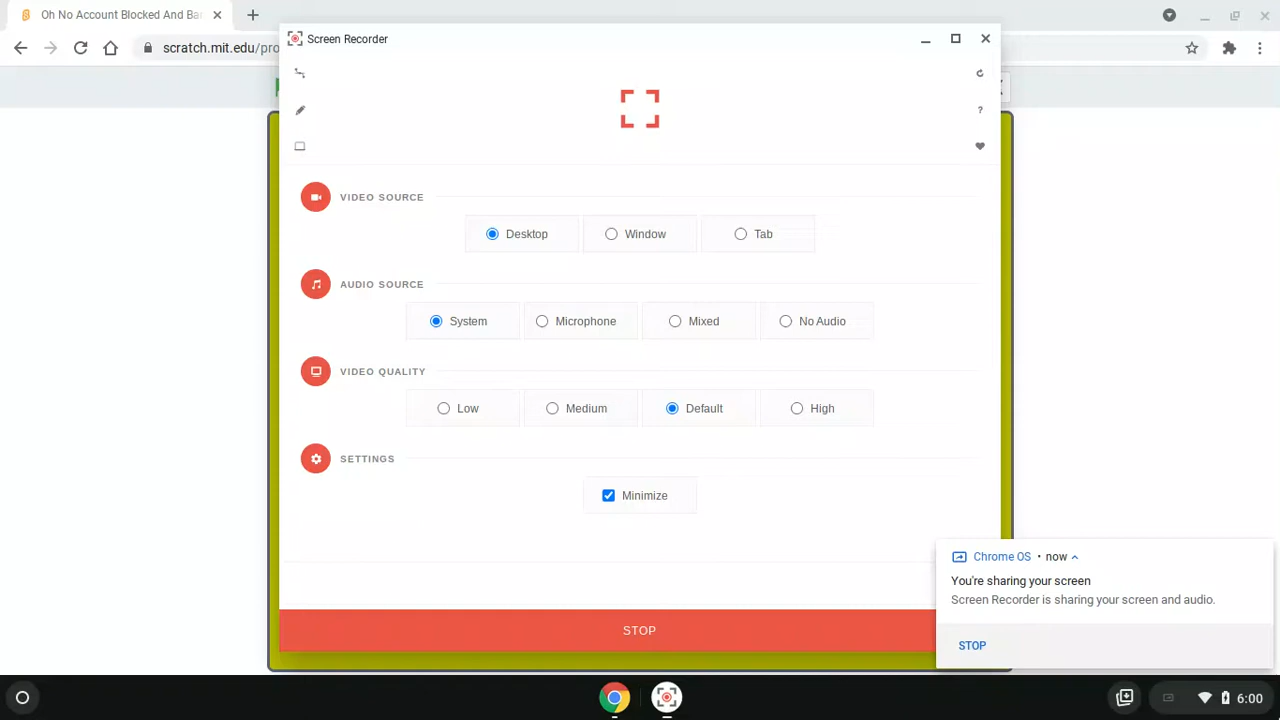 Oh No Account Blocked And Ba
scratch.mit.edu/pro
Screen Recorder
?
VIDEO SOURCE
Desktop
Window
Tab
AUDIO SOURCE
System
Microphone
Mixed
No Audio
VIDEO QUALITY
Low
Medium
Default
High
SETTINGS
Minimize
STOP
Chrome OS • now
You're sharing your screen
Screen Recorder is sharing your screen and audio.
STOP
6:00